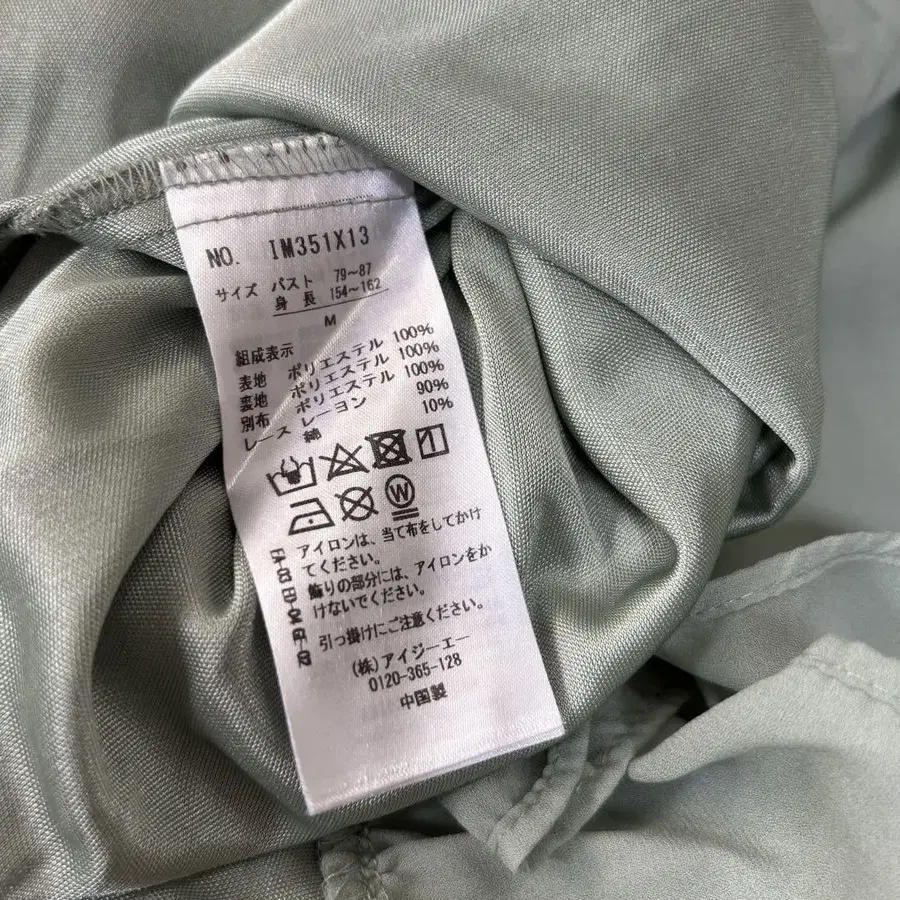 NO. IM351X13
サイズ バスト 79~87
身長 154~162
M
組成表示
表地 ポリエステル 100%
裏地 ポリエステル 100%
別布 ポリエステル 100%
レース レーヨン 90%
綿 10%
W
アイロンは、当て布をしてかけ
てください。
飾りの部分には、アイロンをか
けないでください。
引っ掛けにご注意ください。
(株)アイジーエー
0120-365-128
中国製